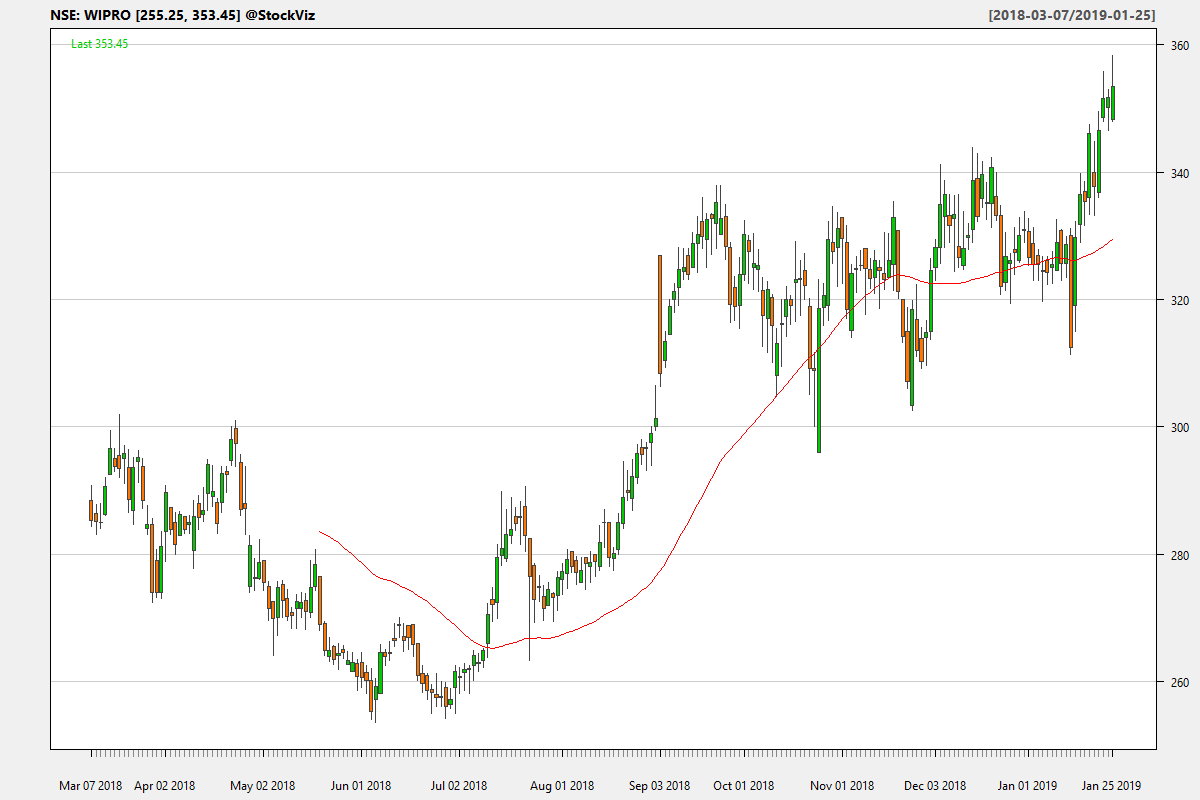 NSE: WIPRO [255.25, 353.45] @StockViz [2018-03-07/2019-01-25]
Last 353.45
360
340
320
300
280
260
Mar 07 2018 Apr 02 2018 May 02 2018 Jun 01 2018 Jul 02 2018 Aug 01 2018 Sep 03 2018 Oct 01 2018 Nov 01 2018 Dec 03 2018 Jan 01 2019 Jan 25 2019